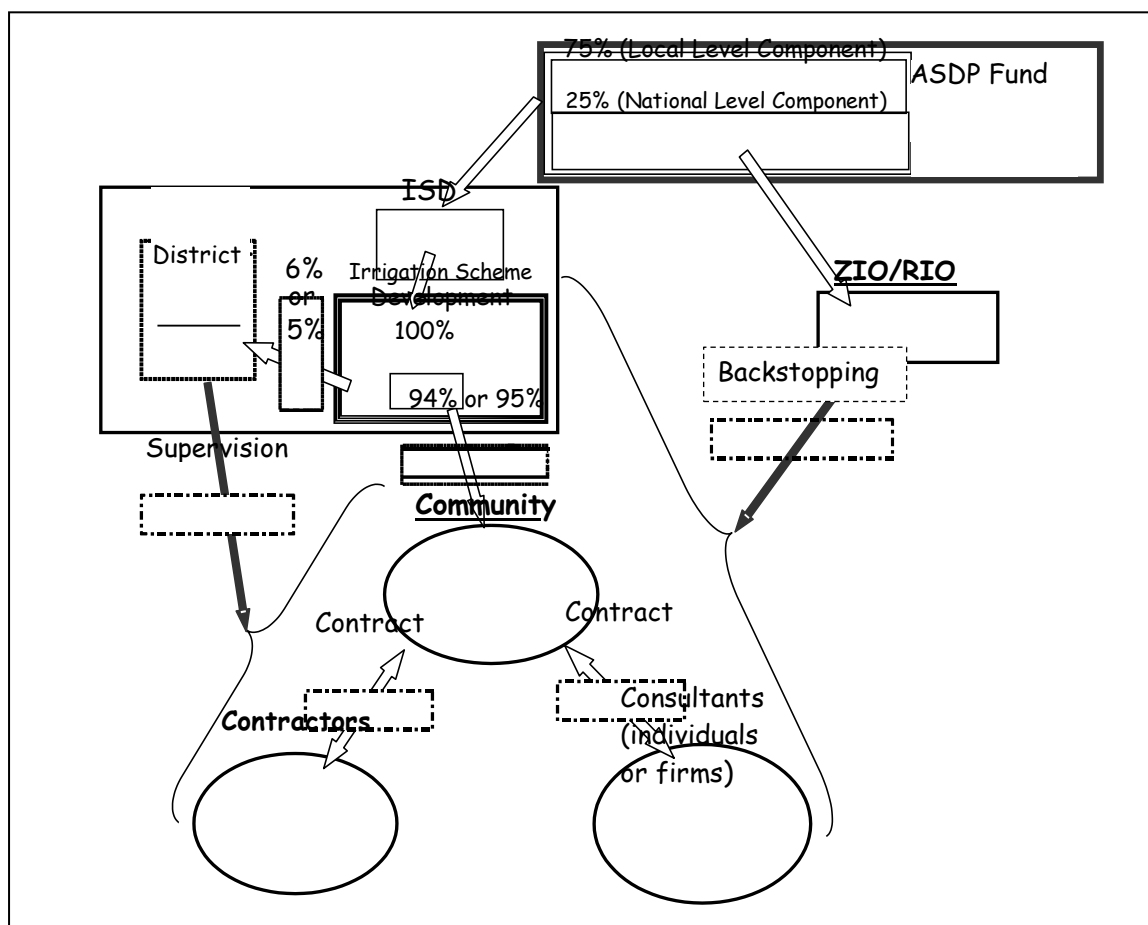 75% (Local Level Component)
ASDP Fund
25% (National Level Component)
ISD
District
6%
or
5%
Irrigation Scheme
Development
100%
94% or 95%
ZIO/RIO
Backstopping
Supervision
Community
Contract
Contract
Contractors
Consultants
(individuals
or firms)